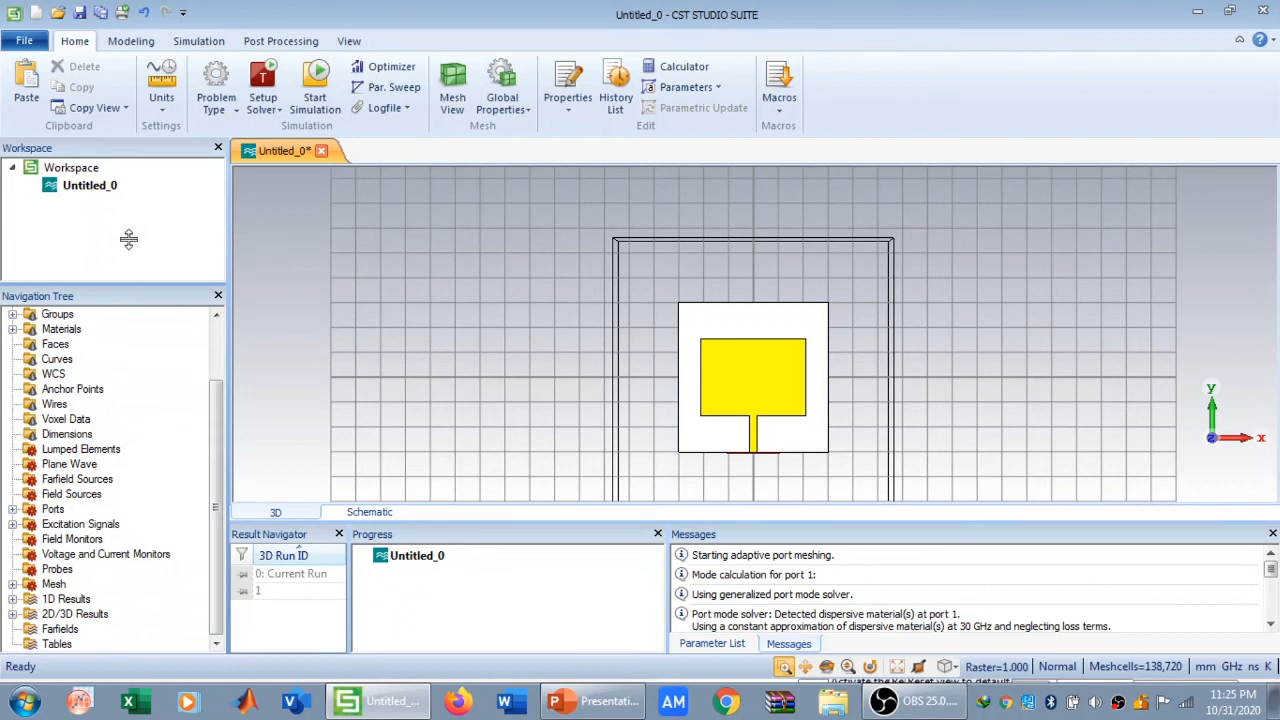 Untitled_0 - CST STUDIO SUITE
File Home Modeling Simulation Post Processing View
Paste
Delete
Copy
Copy View
Clipboard
Units
Settings
Problem Type
Setup Solver
Start Simulation
Optimizer
Par. Sweep
Logfile
Simulation
Mesh View
Global Properties
Mesh
Properties
History List
Calculator
Parameters
Parametric Update
Edit
Macros
Macros
Workspace
Untitled_0*
Workspace
Untitled_0
Navigation Tree
Groups
Materials
Faces
Curves
WCS
Anchor Points
Wires
Voxel Data
Dimensions
Lumped Elements
Plane Wave
Farfield Sources
Field Sources
Ports
Excitation Signals
Field Monitors
Voltage and Current Monitors
Probes
Mesh
1D Results
2D/3D Results
Farfields
Tables
y
x
z
3D Schematic
Result Navigator
3D Run ID
0: Current Run
1
Progress
Untitled_0
Messages
Starting adaptive port meshing.
Mode calculation for port 1:
Using generalized port mode solver.
Port mode solver: Detected dispersive material(s) at port 1.
Using a constant approximation of dispersive material(s) at 30 GHz and neglecting loss terms.
Parameter List Messages
Ready
Raster=1.000 Normal Meshcells=138,720 mm GHz ns K
Untitled_...
Presentati...
AM
OBS 25.0....
11:25 PM
10/31/2020